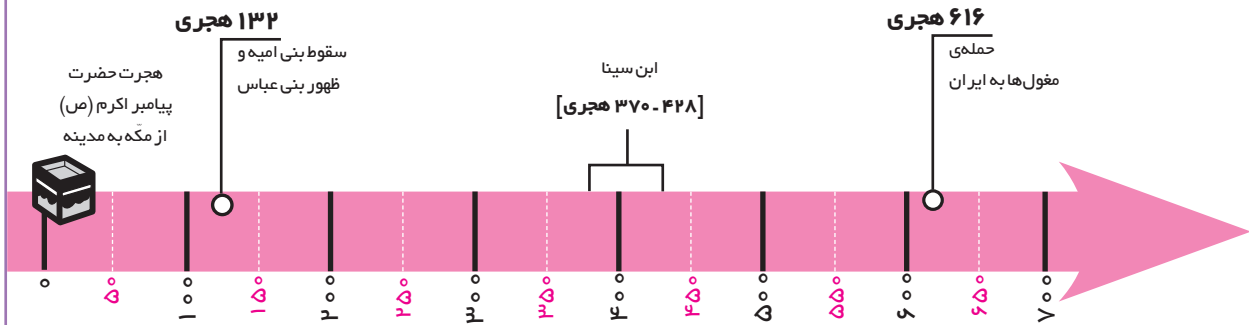 هجرت حضرت
پیامبر اکرم (ص)
از مکّه به مدینه
۱۳۲ هجری
سقوط بنی امیه و
ظهور بنی عباس
ابن سینا
[۴۲۸ - ۳۷۰ هجری]
۶۱۶ هجری
حمله‌ی
مغول‌ها به ایران
۰
۵۰
۱۰۰
۱۵۰
۲۰۰
۲۵۰
۳۰۰
۳۵۰
۴۰۰
۴۵۰
۵۰۰
۵۵۰
۶۰۰
۶۵۰
۷۰۰